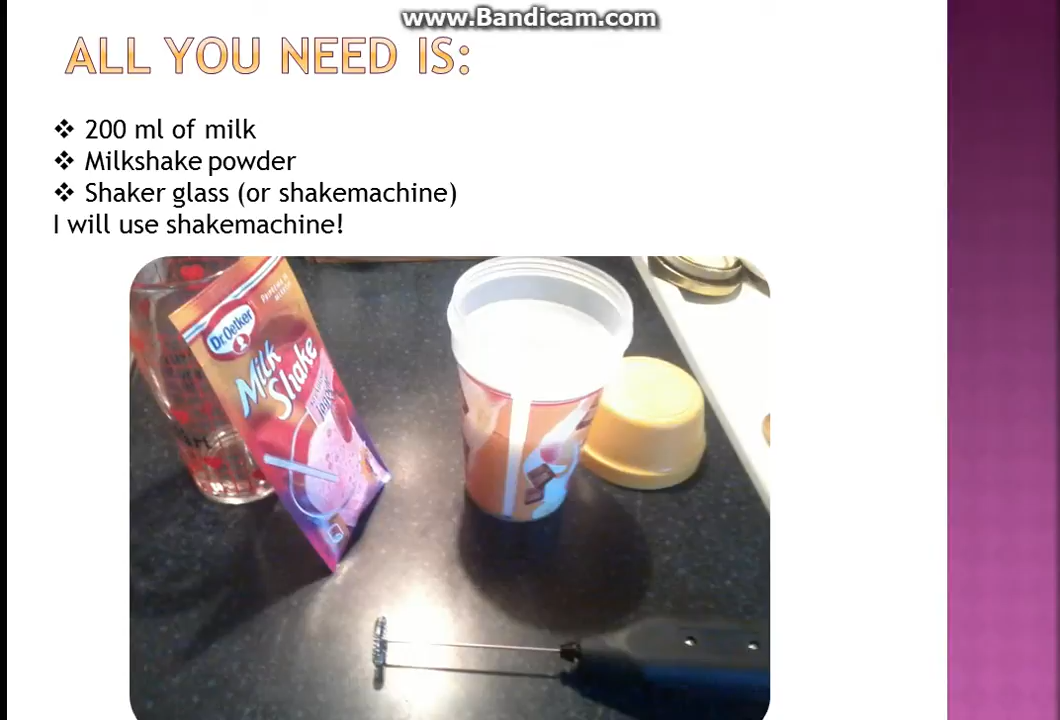 www.Bandicam.com
ALL YOU NEED IS:
❖ 200 ml of milk
❖ Milkshake powder
❖ Shaker glass (or shakemachine)
I will use shakemachine!
Dr.Oetker
Milk
Shake